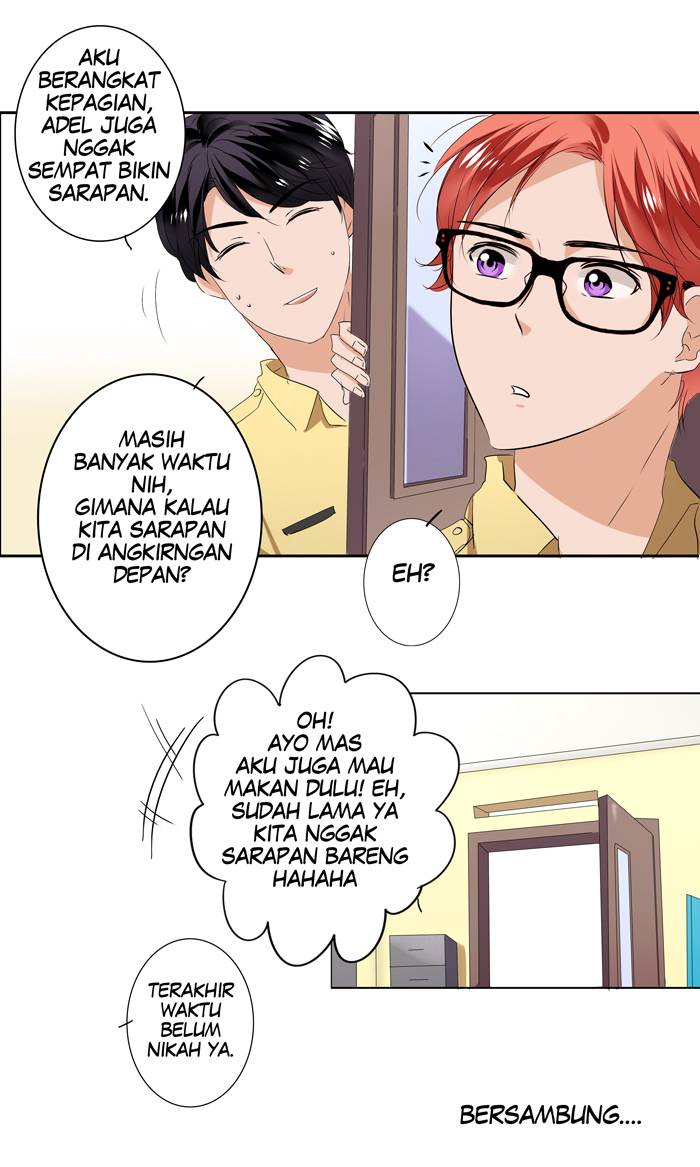 AKU
BERANGKAT
KEPAGIAN,
ADEL JUGA
NGGAK
SEMPAT BIKIN
SARAPAN.
MASIH
BANYAK WAKTU
NIH,
GIMANA KALAU
KITA SARAPAN
DI ANGKIRNGAN
DEPAN?
EH?
OH!
AYO MAS
AKU JUGA MAU
MAKAN DULU! EH,
SUDAH LAMA YA
KITA NGGAK
SARAPAN BARENG
HAHAHA
TERAKHIR
WAKTU
BELUM
NIKAH YA.
BERSAMBUNG....